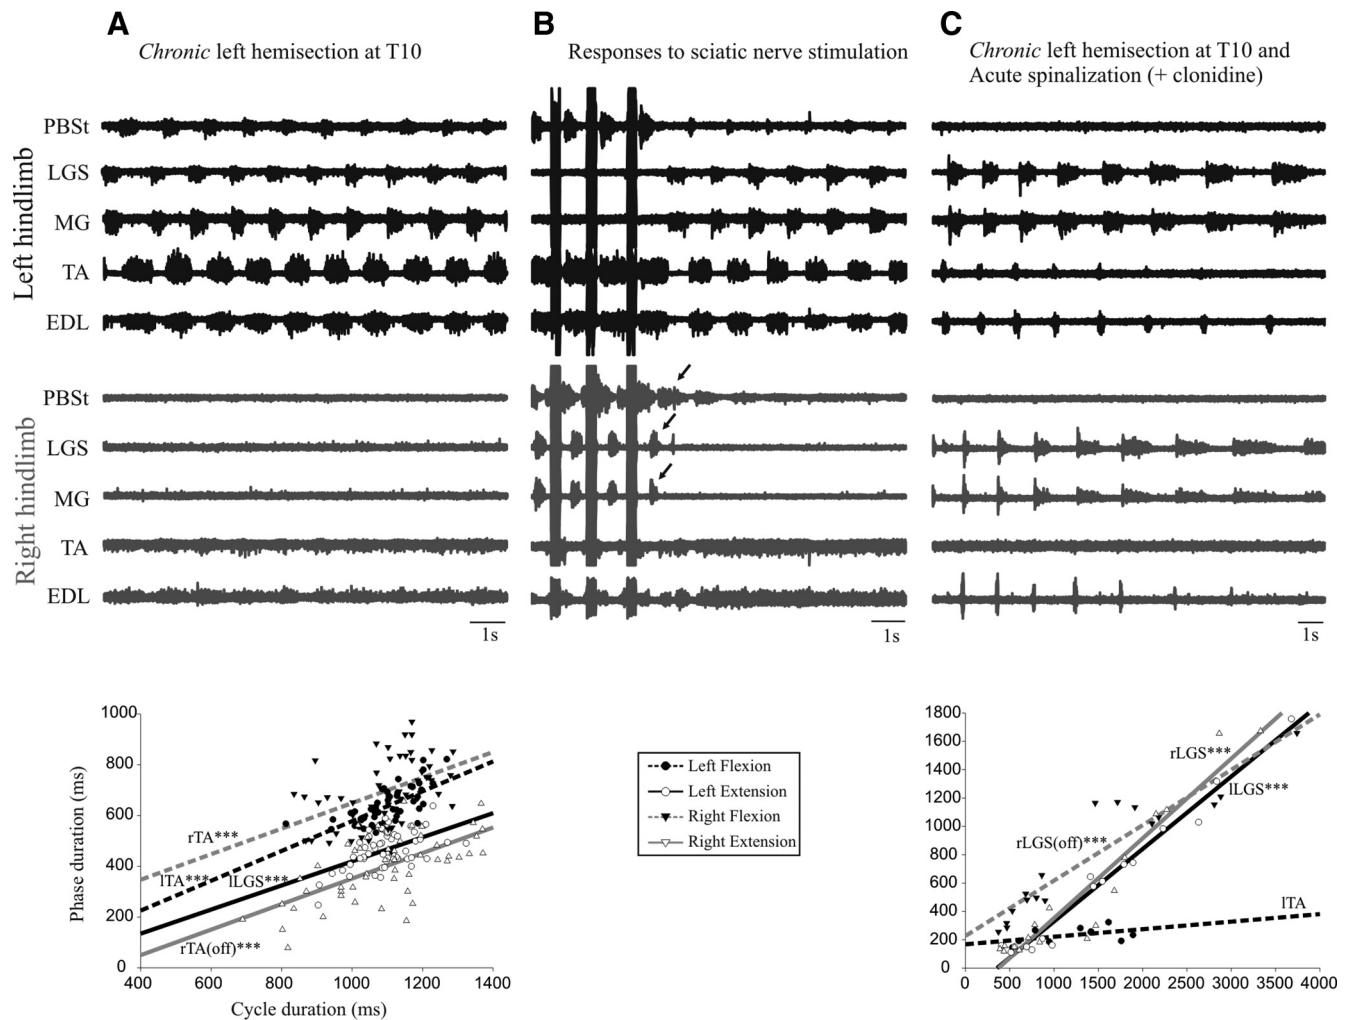 A
Chronic left hemisection at T10
B
Responses to sciatic nerve stimulation
C
Chronic left hemisection at T10 and
Acute spinalization (+ clonidine)
Left hindlimb
PBSt
LGS
MG
TA
EDL
Right hindlimb
PBSt
LGS
MG
TA
EDL
1s
1s
1s
Phase duration (ms)
1000
800
600
400
200
0
400
600
800
1000
1200
1400
Cycle duration (ms)
rTA***
lTA***
lLGS***
rTA(off)***
Left Flexion
Left Extension
Right Flexion
Right Extension
1800
1600
1400
1200
1000
800
600
400
200
0
0
500
1000
1500
2000
2500
3000
3500
4000
rLGS***
lLGS***
rLGS(off)***
lTA